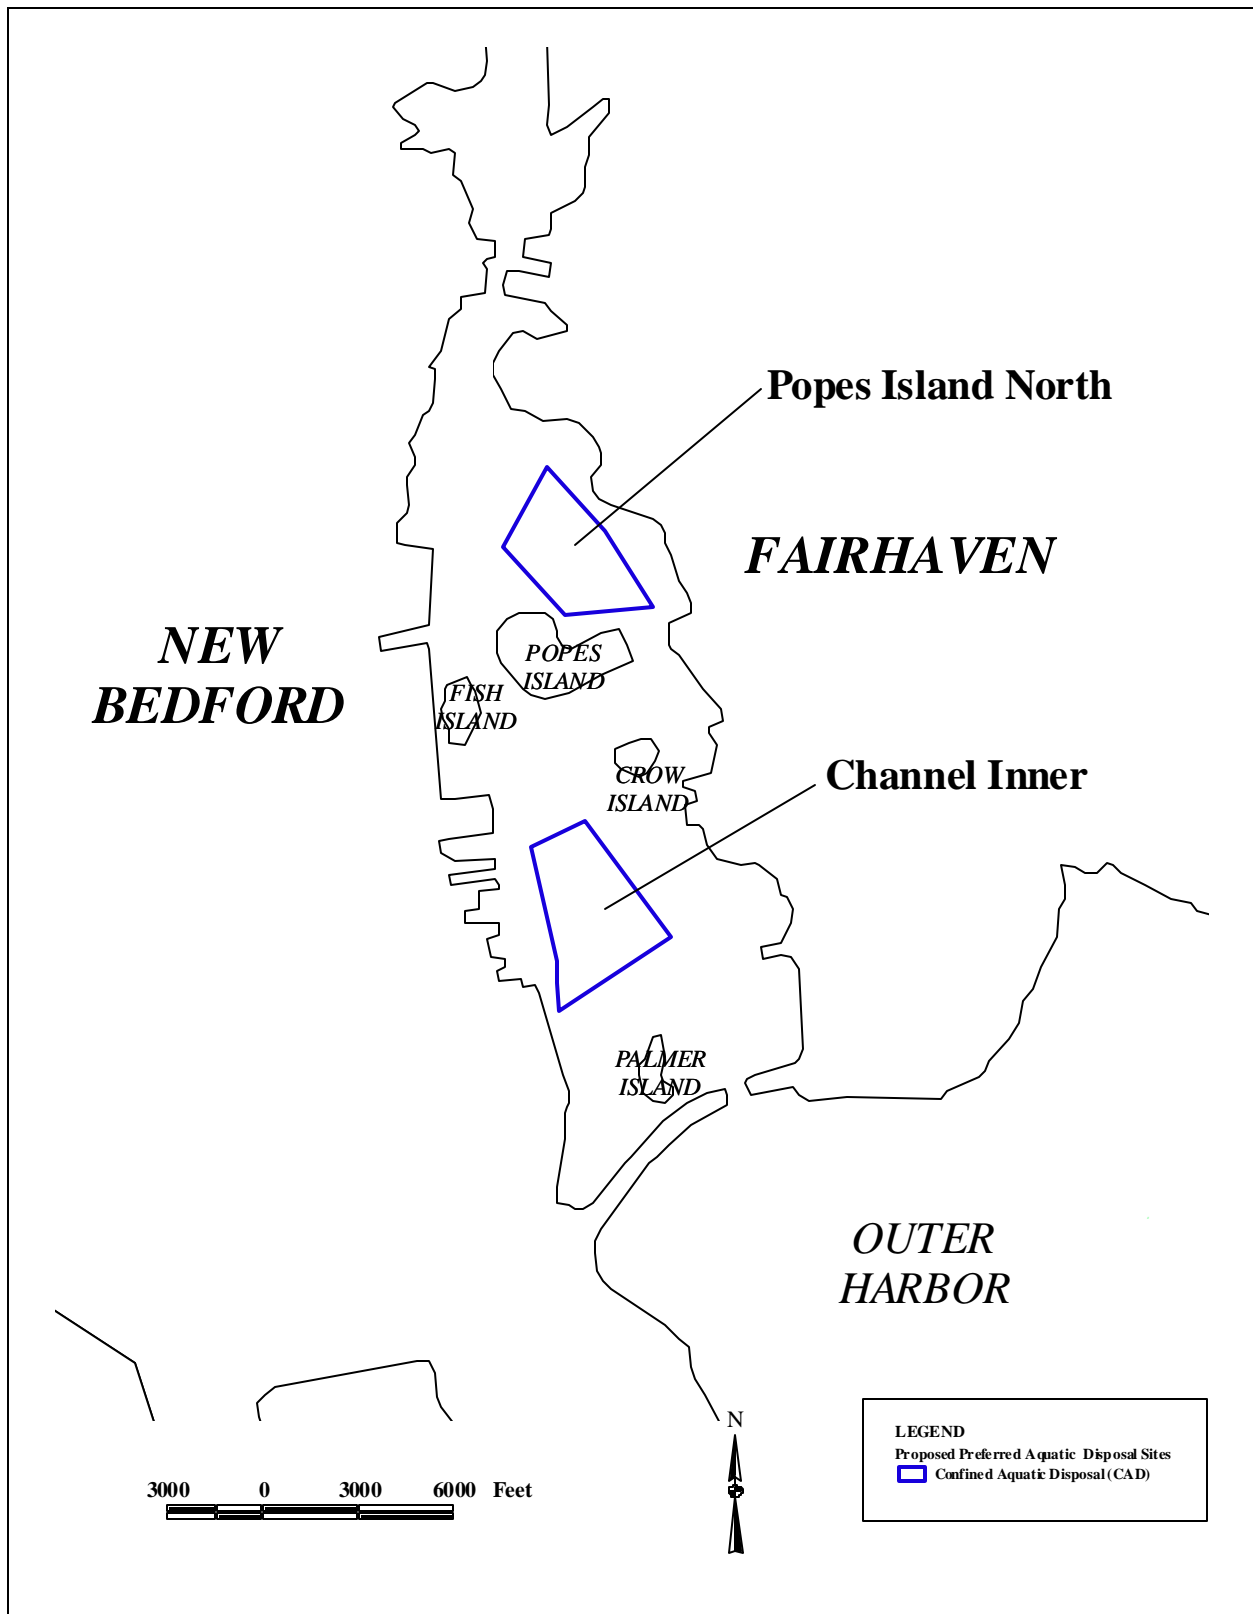 Popes Island North
FAIRHAVEN
NEW
BEDFORD
POPES
ISLAND
FISH
ISLAND
CROW
ISLAND
Channel Inner
PALMER
ISLAND
OUTER
HARBOR
N
LEGEND
Proposed Preferred Aquatic Disposal Sites
Confined Aquatic Disposal (CAD)
3000 0 3000 6000 Feet